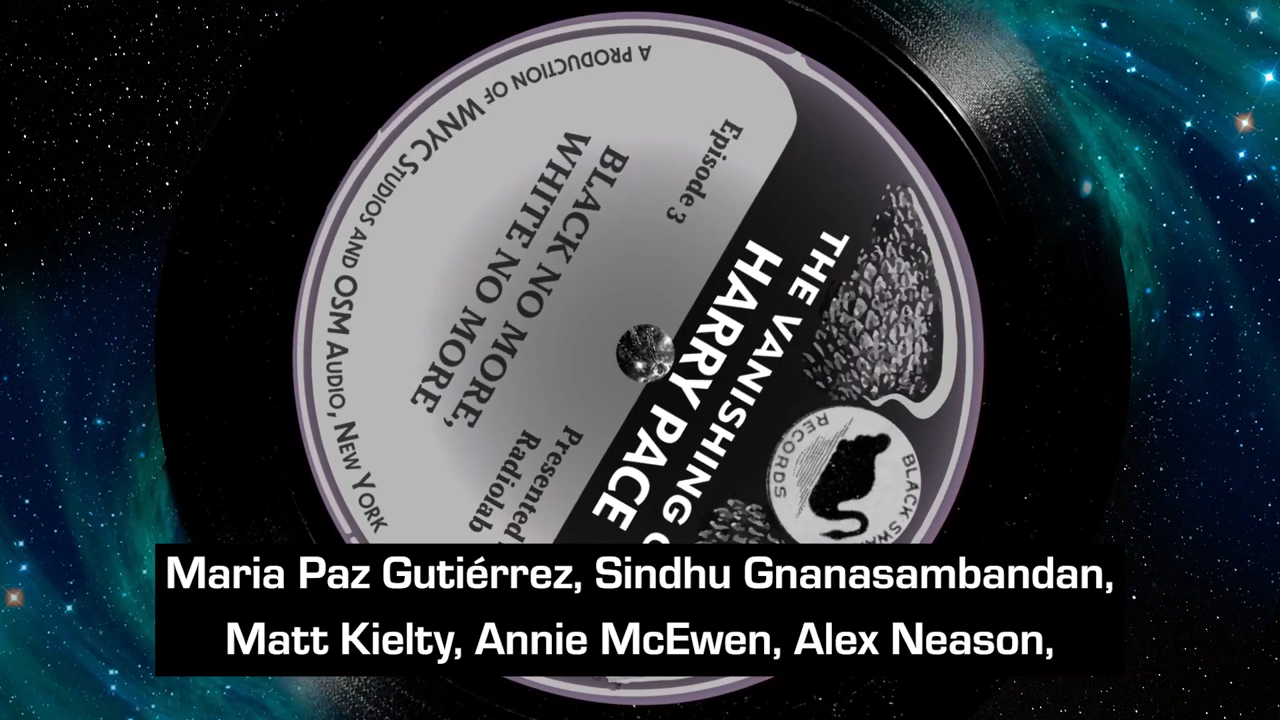 A PRODUCTION OF WNYC STUDIOS AND OSM AUDIO, NEW YORK
Episode 3
BLACK NO MORE,
WHITE NO MORE,
Presented
Radiolab
THE VANISHING
HARRY PACE
BLACK
RECORDS
Maria Paz Gutiérrez, Sindhu Gnanasambandan,
Matt Kielty, Annie McEwen, Alex Neason,